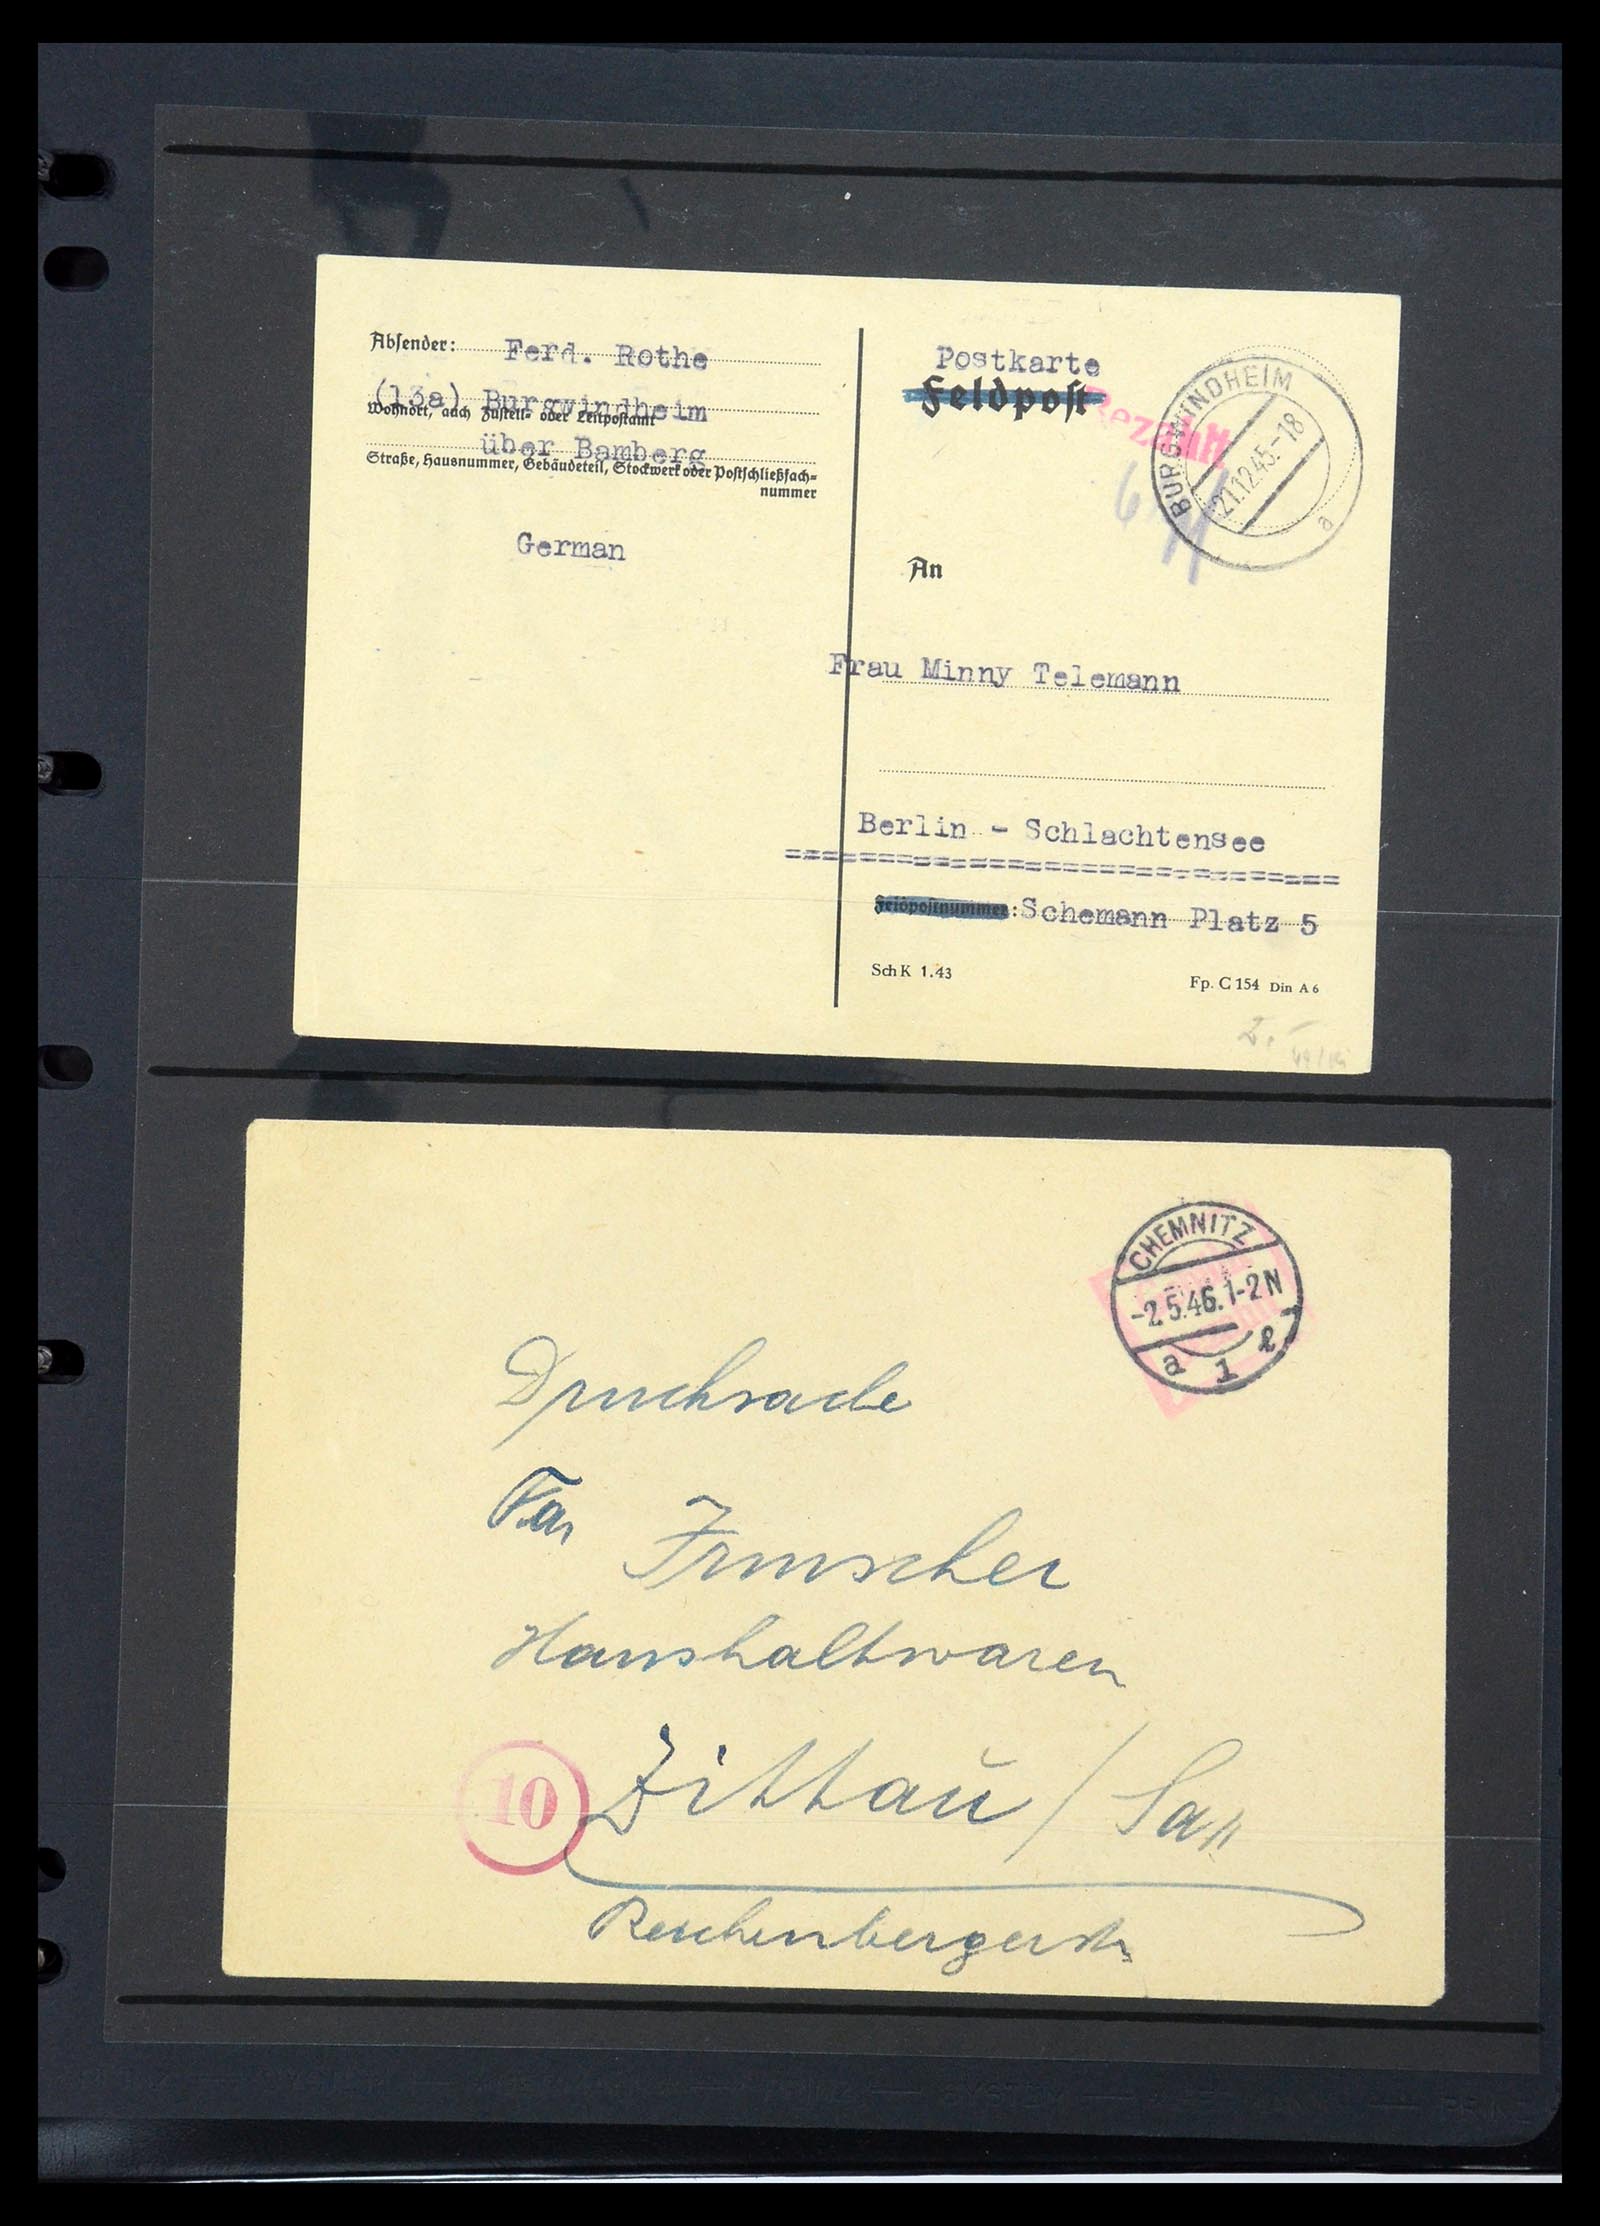 Absender: Ferd. Rothe
(13a) Burgwindheim
Wohnort, auch Zustell- oder Leitpostamt
über Bamberg
Straße, Hausnummer, Gebäudeteil, Stockwerk oder Postschließfach-
nummer
German
Postkarte
Feldpost
Bezahlt
BURGWINDHEIM
21.12.45.-18
a
6
An
Frau Minny Telemann
Berlin - Schlachtensee
==============================
Feldpostnummer: Schemann Platz 5
Sch K 1.43
Fp. C 154 Din A 6
CHEMNITZ
-2.5.46.1-2N
a 1 l
Drucksache
Fa.
Irmscher
Haushaltwaren
10
Zittau / Sa
Reichenbergerstr